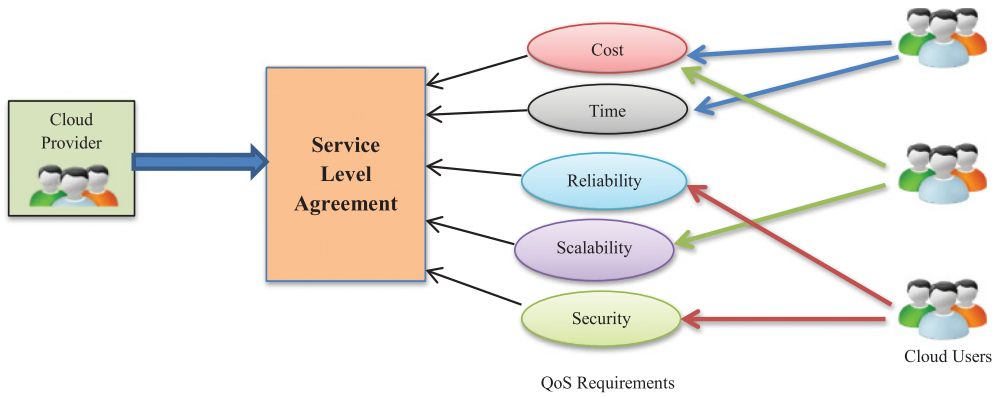 Cloud
Provider
Service
Level
Agreement
Cost
Time
Reliability
Scalability
Security
QoS Requirements
Cloud Users